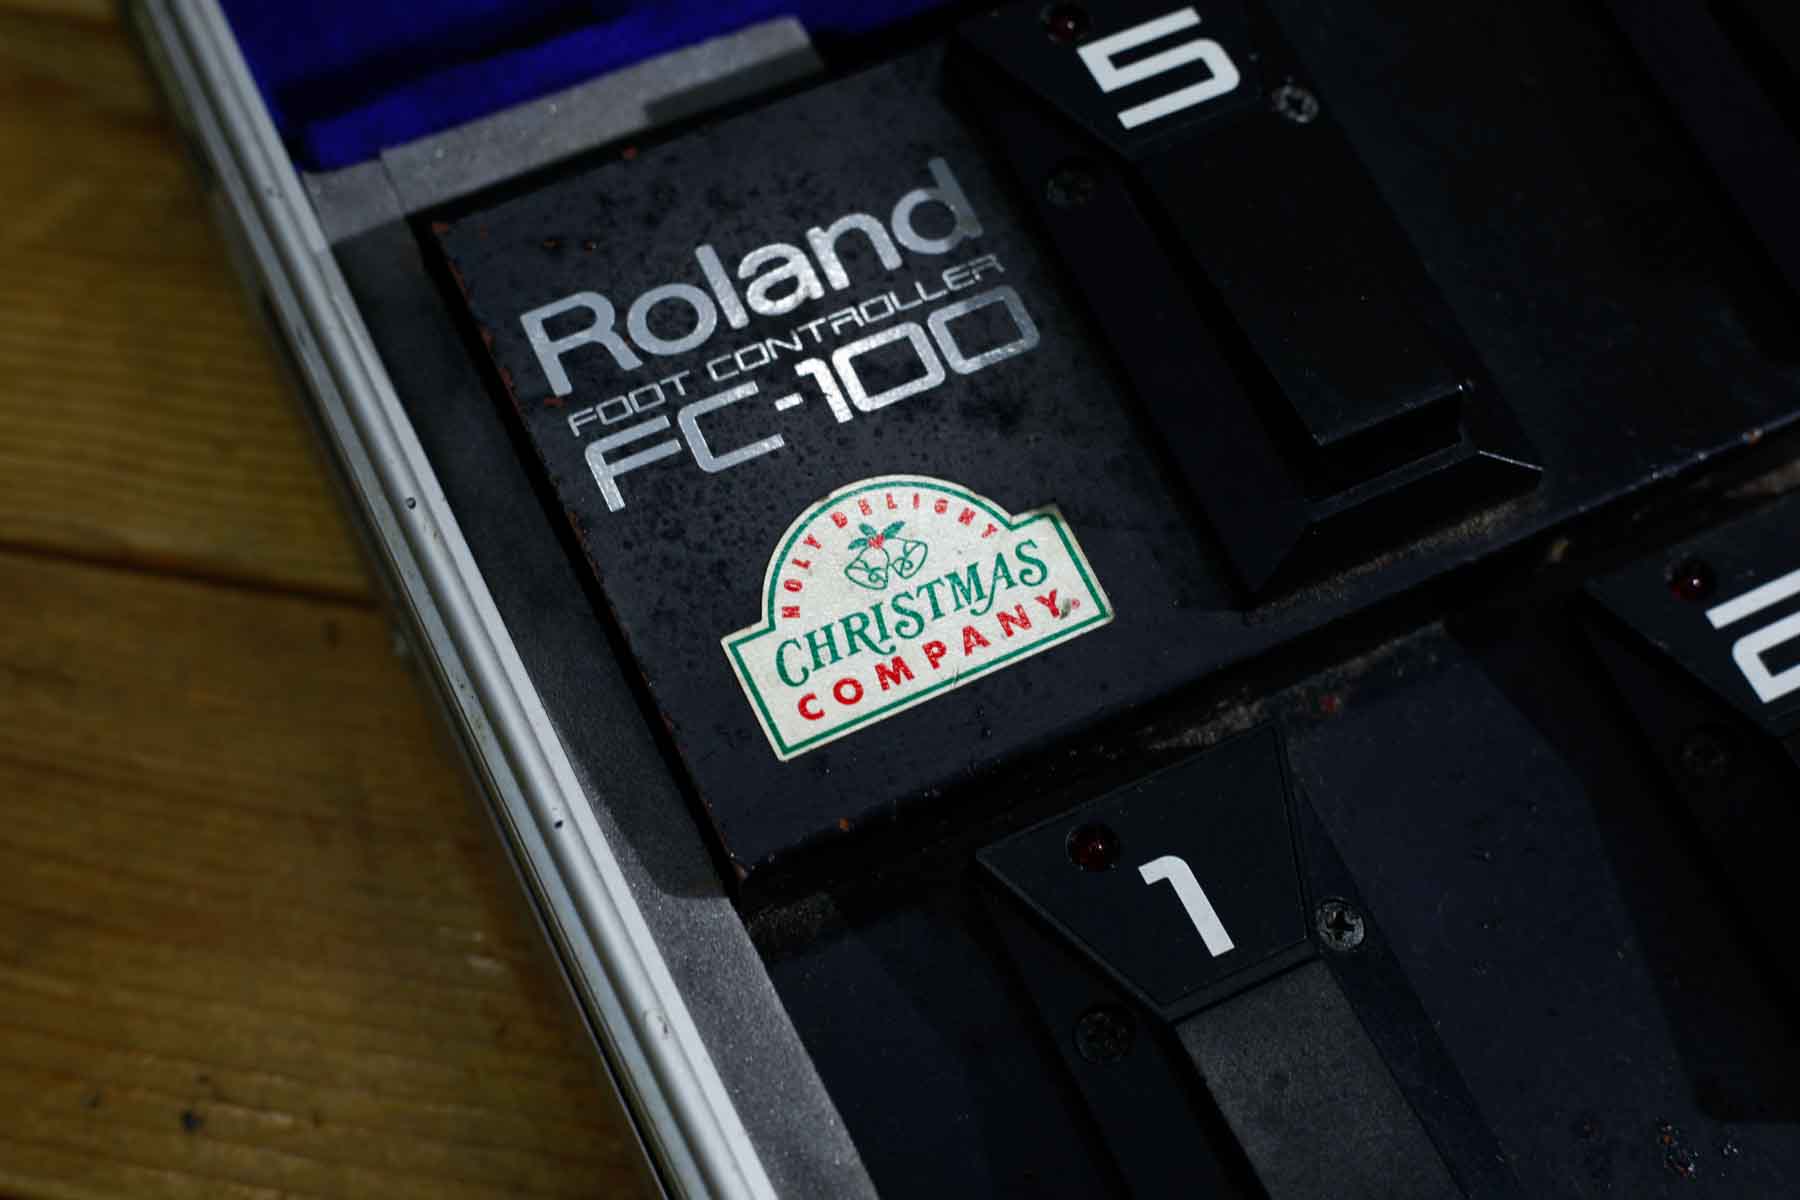 5
Roland
FOOT CONTROLLER
FC-100
HOLY DELIGHT
CHRISTMAS
COMPANY®
1